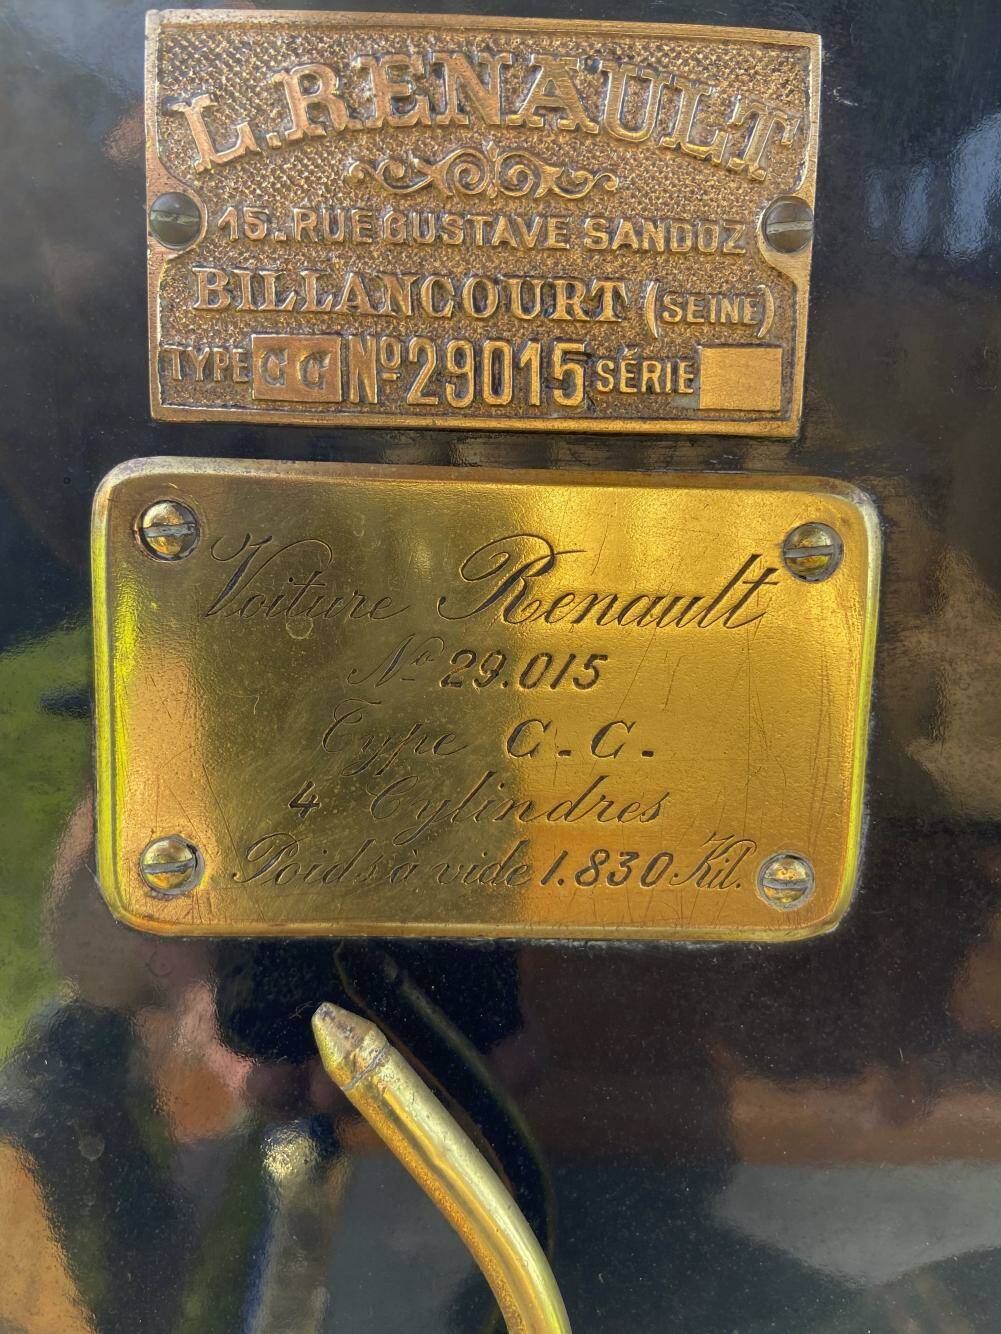 L. RENAULT
15. RUE GUSTAVE SANDOZ
BILLANCOURT (SEINE)
TYPE CC Nº 29015 SÉRIE
Voiture Renault
Nº 29.015
Type C.C.
4 Cylindres
Poids à vide 1.830 Kil.